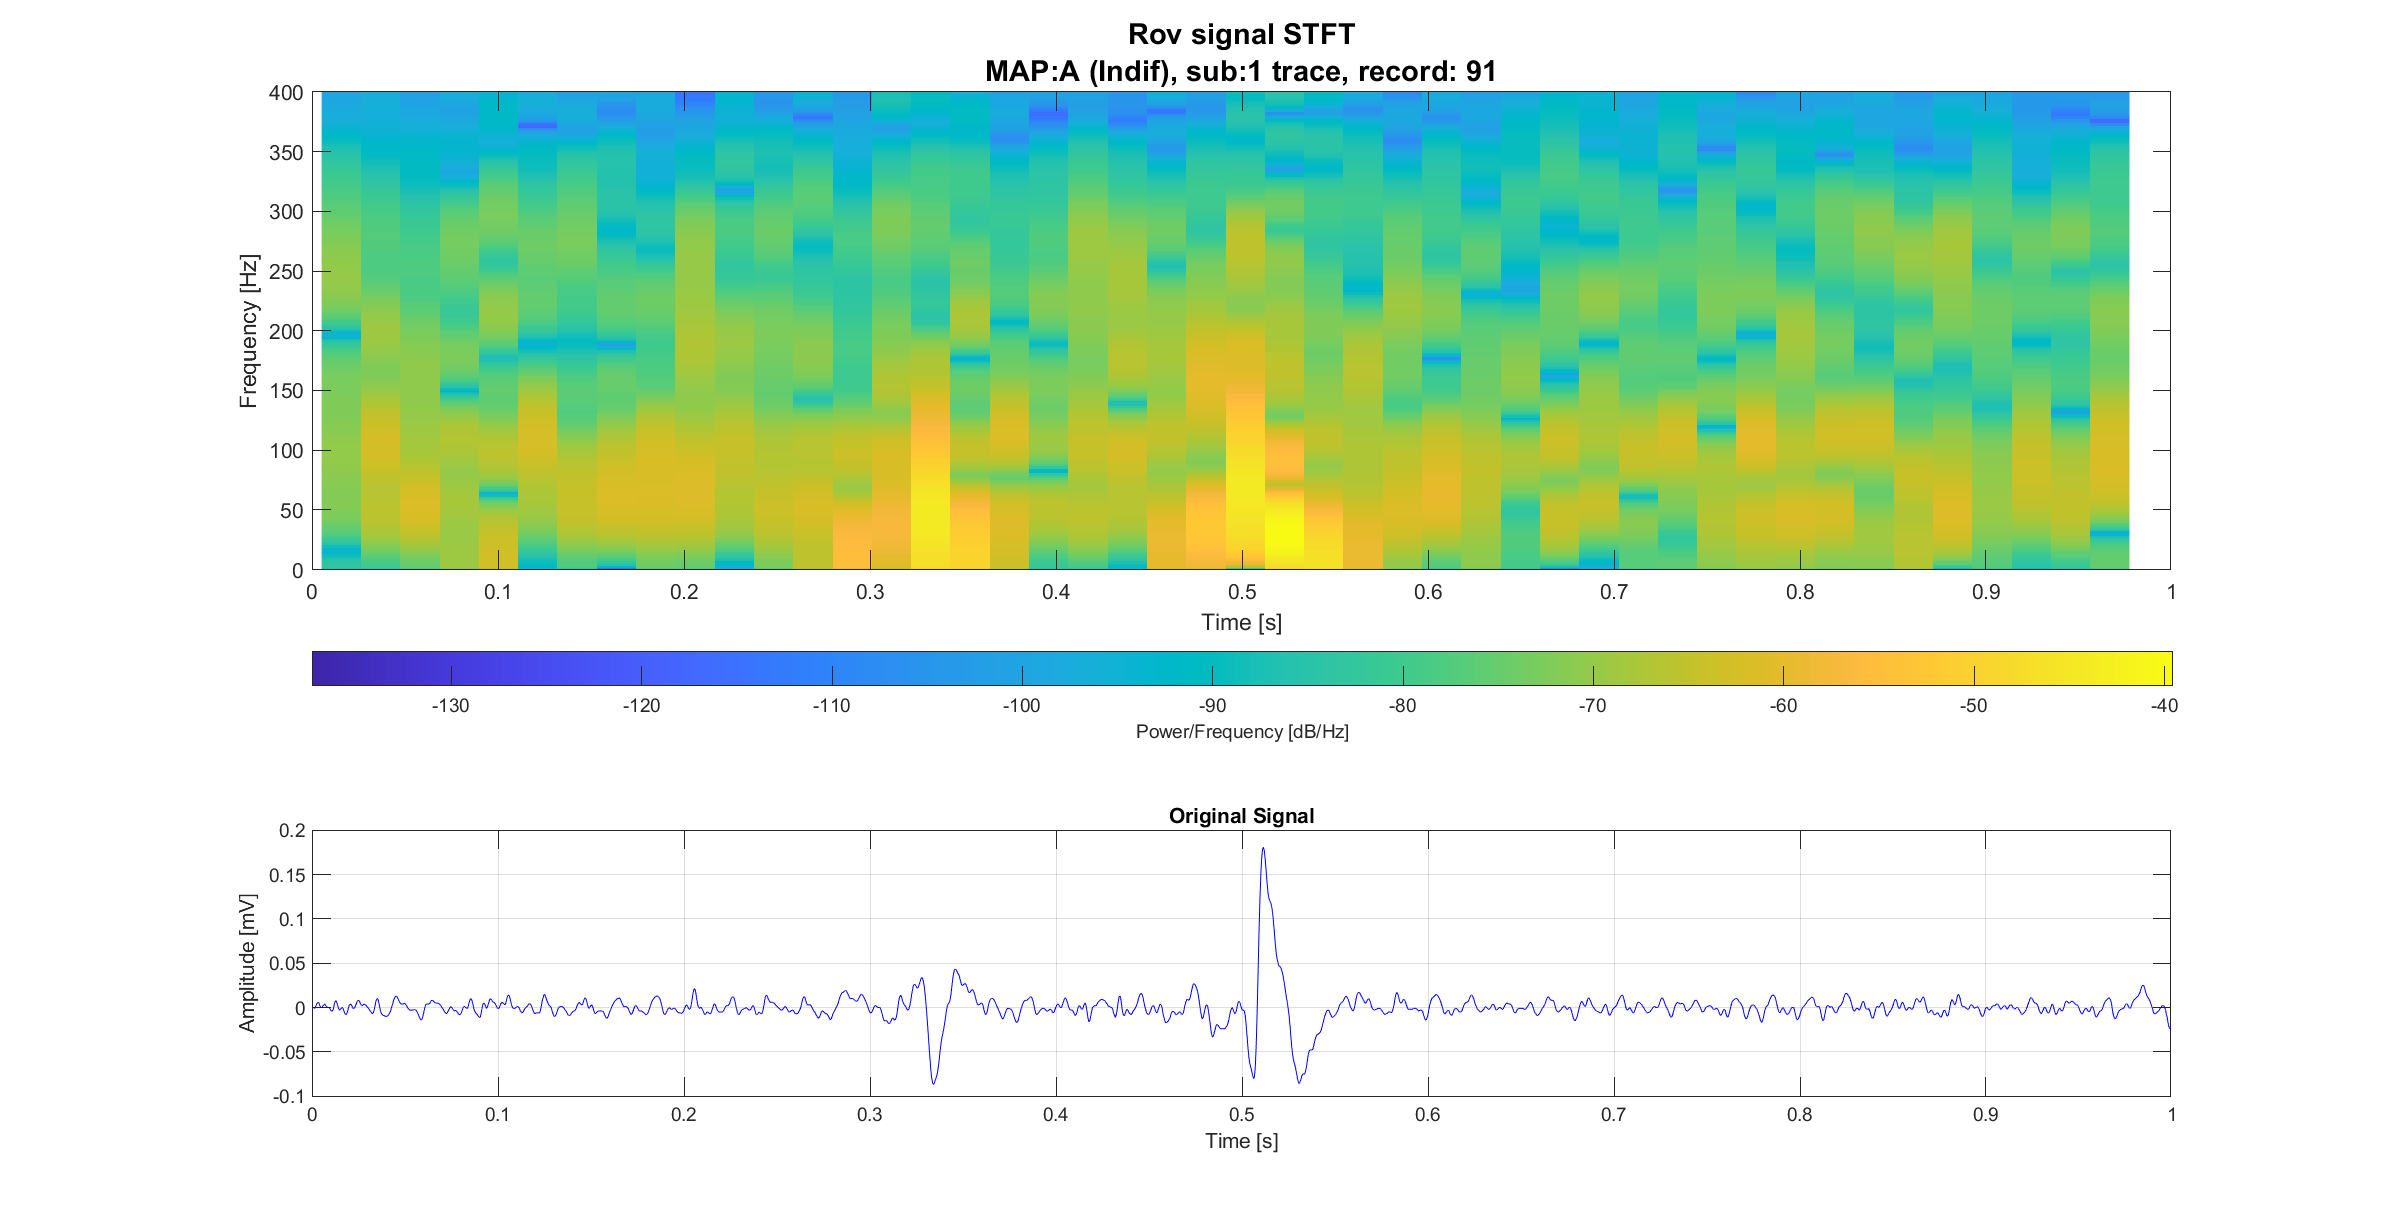 Rov signal STFT
MAP:A (Indif), sub:1 trace, record: 91
400
350
300
250
200
150
100
50
0
Frequency [Hz]
0 0.1 0.2 0.3 0.4 0.5 0.6 0.7 0.8 0.9 1
Time [s]
-130 -120 -110 -100 -90 -80 -70 -60 -50 -40
Power/Frequency [dB/Hz]
Original Signal
0.2
0.15
0.1
0.05
0
-0.05
-0.1
Amplitude [mV]
0 0.1 0.2 0.3 0.4 0.5 0.6 0.7 0.8 0.9 1
Time [s]